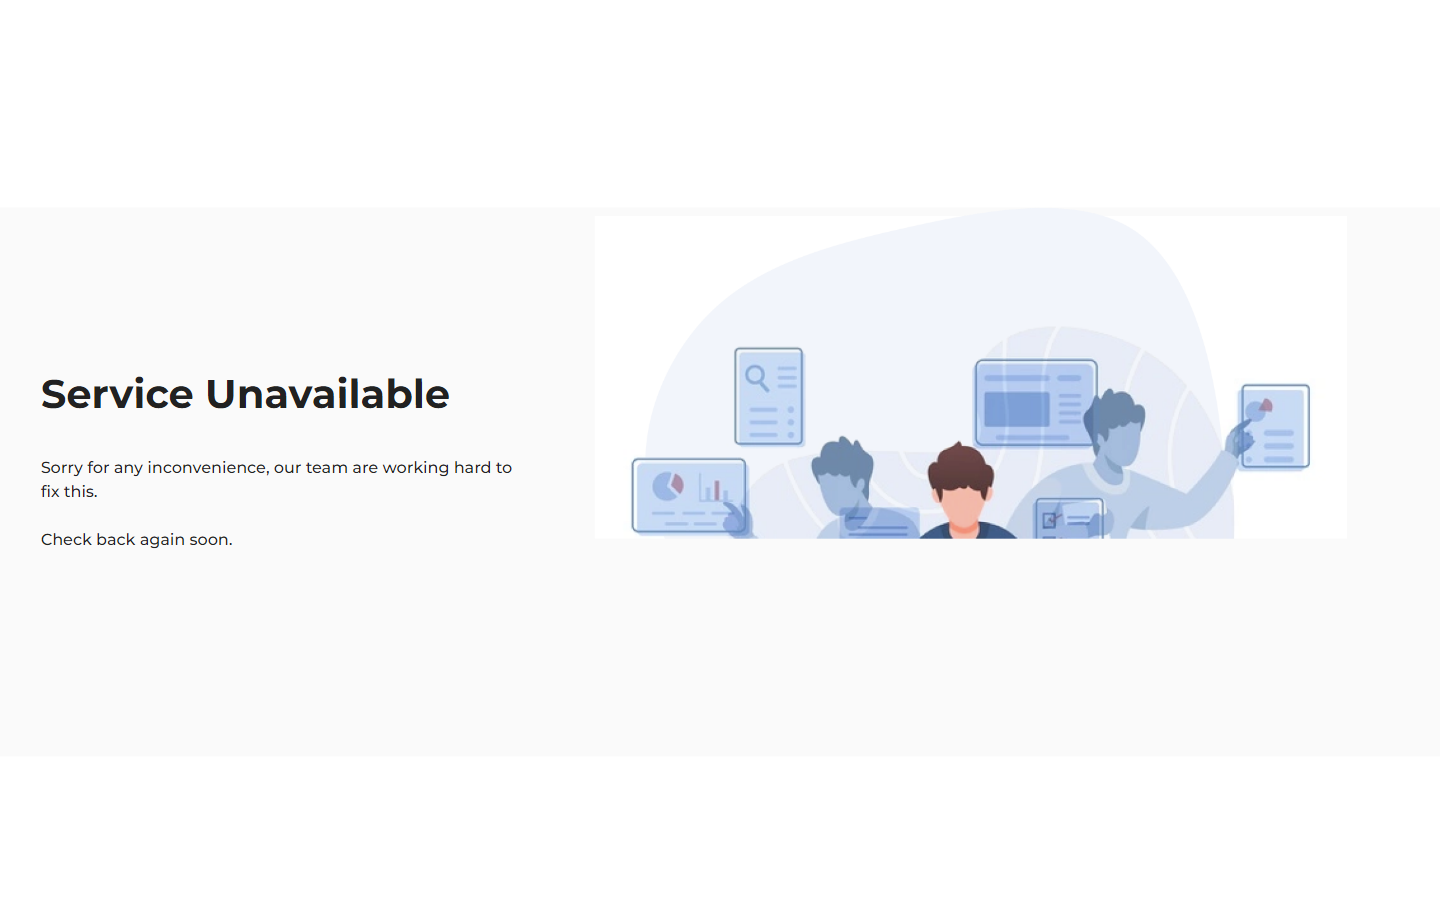 Service Unavailable
Sorry for any inconvenience, our team are working hard to
fix this.
Check back again soon.